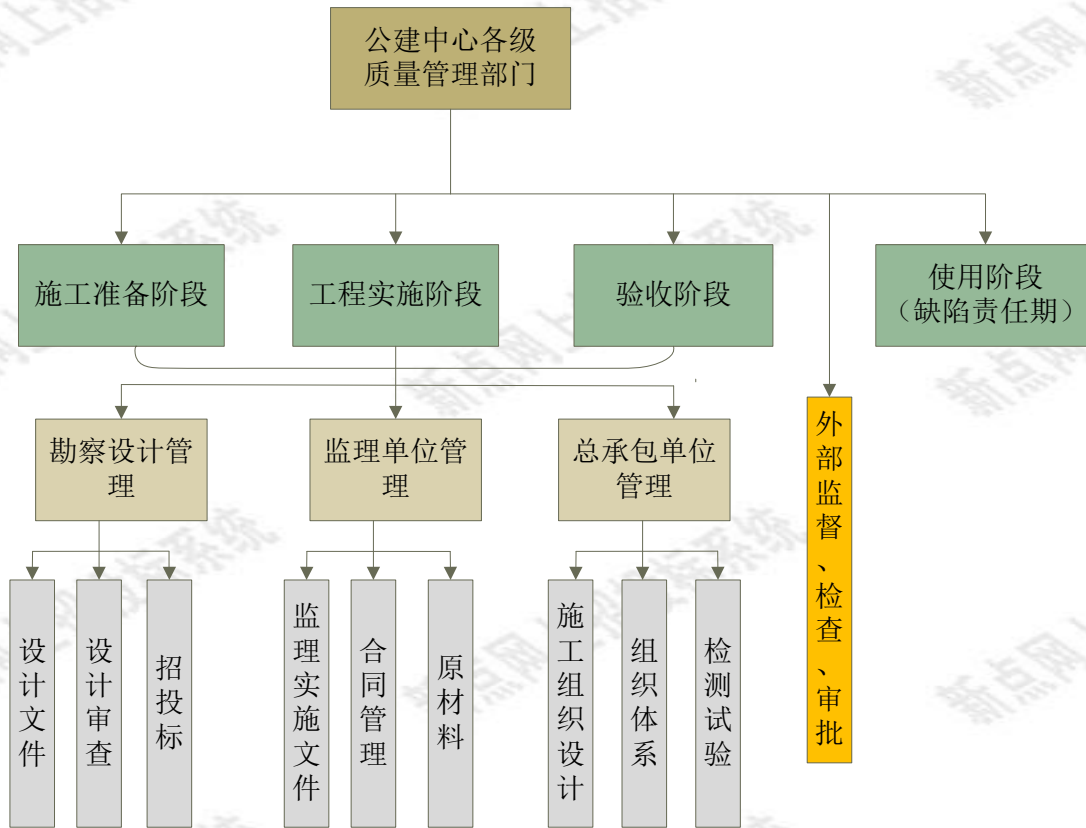 公建中心各级
质量管理部门
施工准备阶段
工程实施阶段
验收阶段
使用阶段
（缺陷责任期）
勘察设计管
理
监理单位管
理
总承包单位
管理
外部监督、检查、审批
设计文件
设计审查
招投标
监理实施文件
合同管理
原材料
施工组织设计
组织体系
检测试验